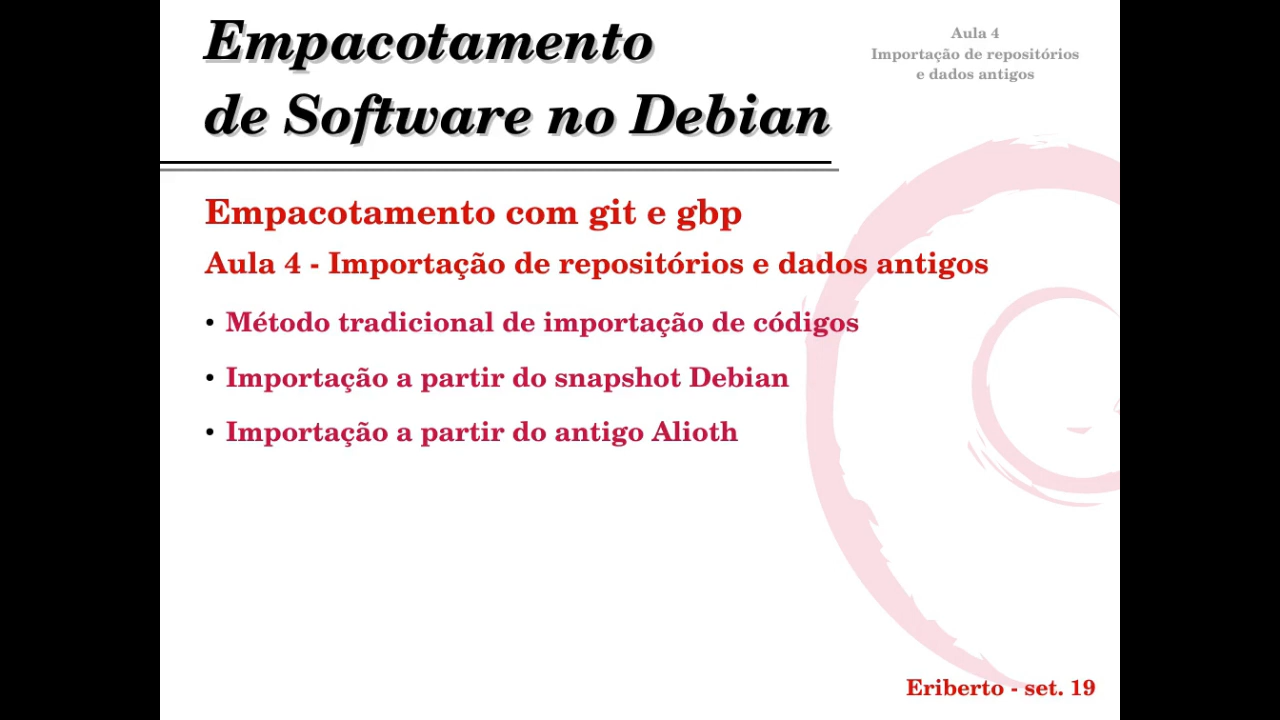 Empacotamento
de Software no Debian
Aula 4
Importação de repositórios
e dados antigos
Empacotamento com git e gbp
Aula 4 - Importação de repositórios e dados antigos
• Método tradicional de importação de códigos
• Importação a partir do snapshot Debian
• Importação a partir do antigo Alioth
Eriberto - set. 19